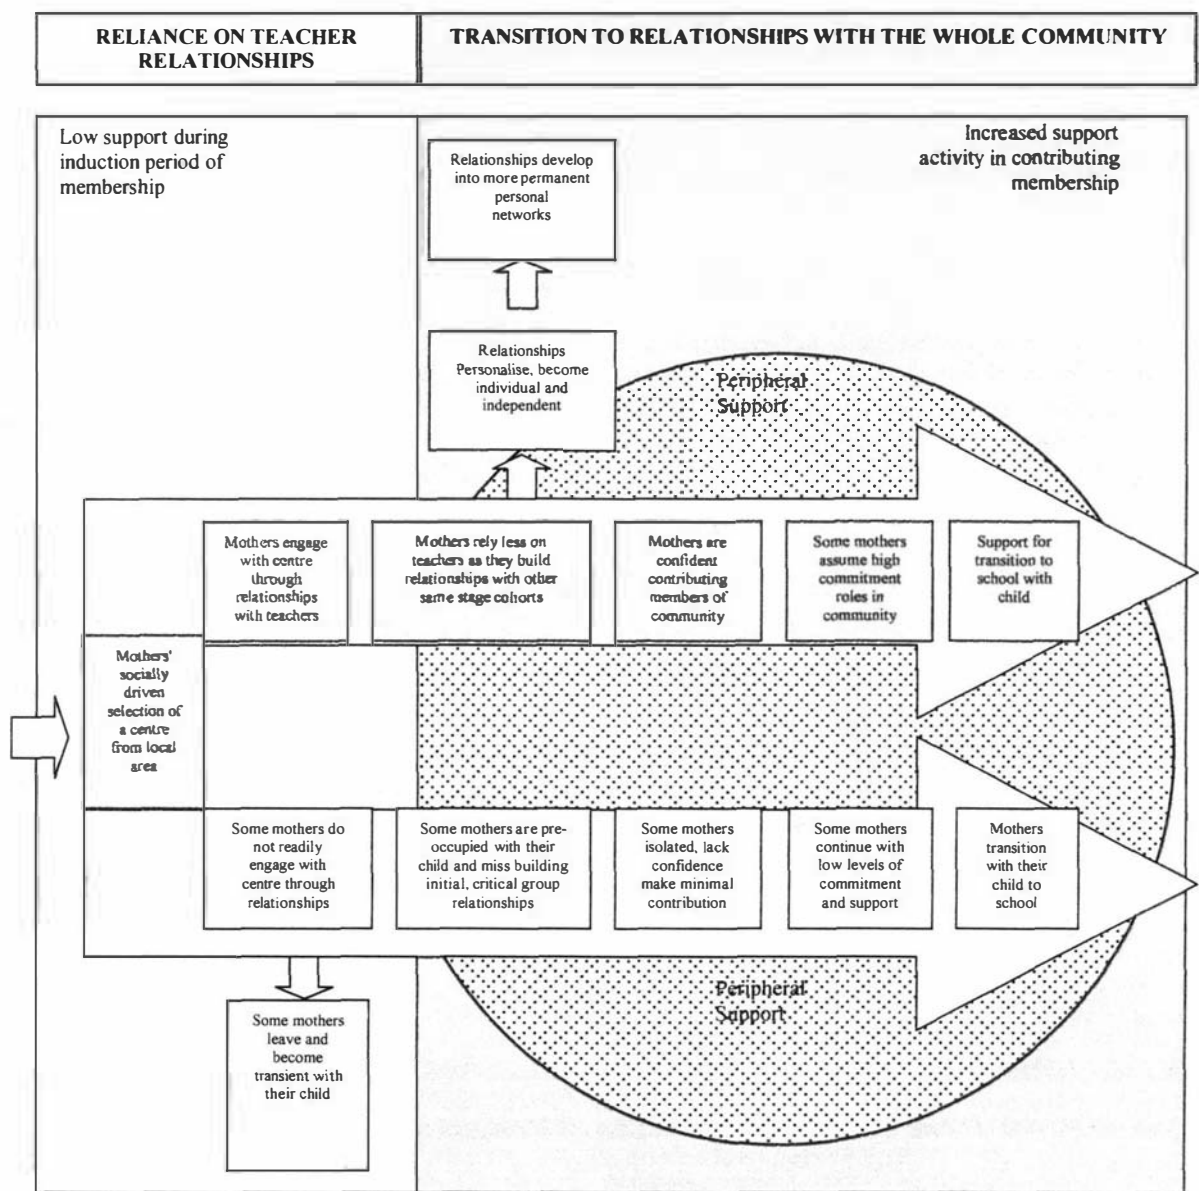 RELIANCE ON TEACHER
RELATIONSHIPS
TRANSITION TO RELATIONSHIPS WITH THE WHOLE COMMUNITY
Low support during
induction period of
membership
Increased support
activity in contributing
membership
Relationships develop
into more permanent
personal
networks
Relationships
Personalise, become
individual and
independent
Peripheral
Support
Mothers engage
with centre
through
relationships
with teachers
Mothers rely less on
teachers as they build
relationships with other
same stage cohorts
Mothers are
confident
contributing
members of
community
Some mothers
assume high
commitment
roles in
community
Support for
transition to
school with
child
Mothers'
socially
driven
selection of
a centre
from local
area
Some mothers do
not readily
engage with
centre through
relationships
Some mothers are pre-
occupied with their
child and miss building
initial, critical group
relationships
Some mothers
isolated, lack
confidence
make minimal
contribution
Some mothers
continue with
low levels of
commitment
and support
Mothers
transition
with their
child to
school
Peripheral
Support
Some mothers
leave and
become
transient with
their child